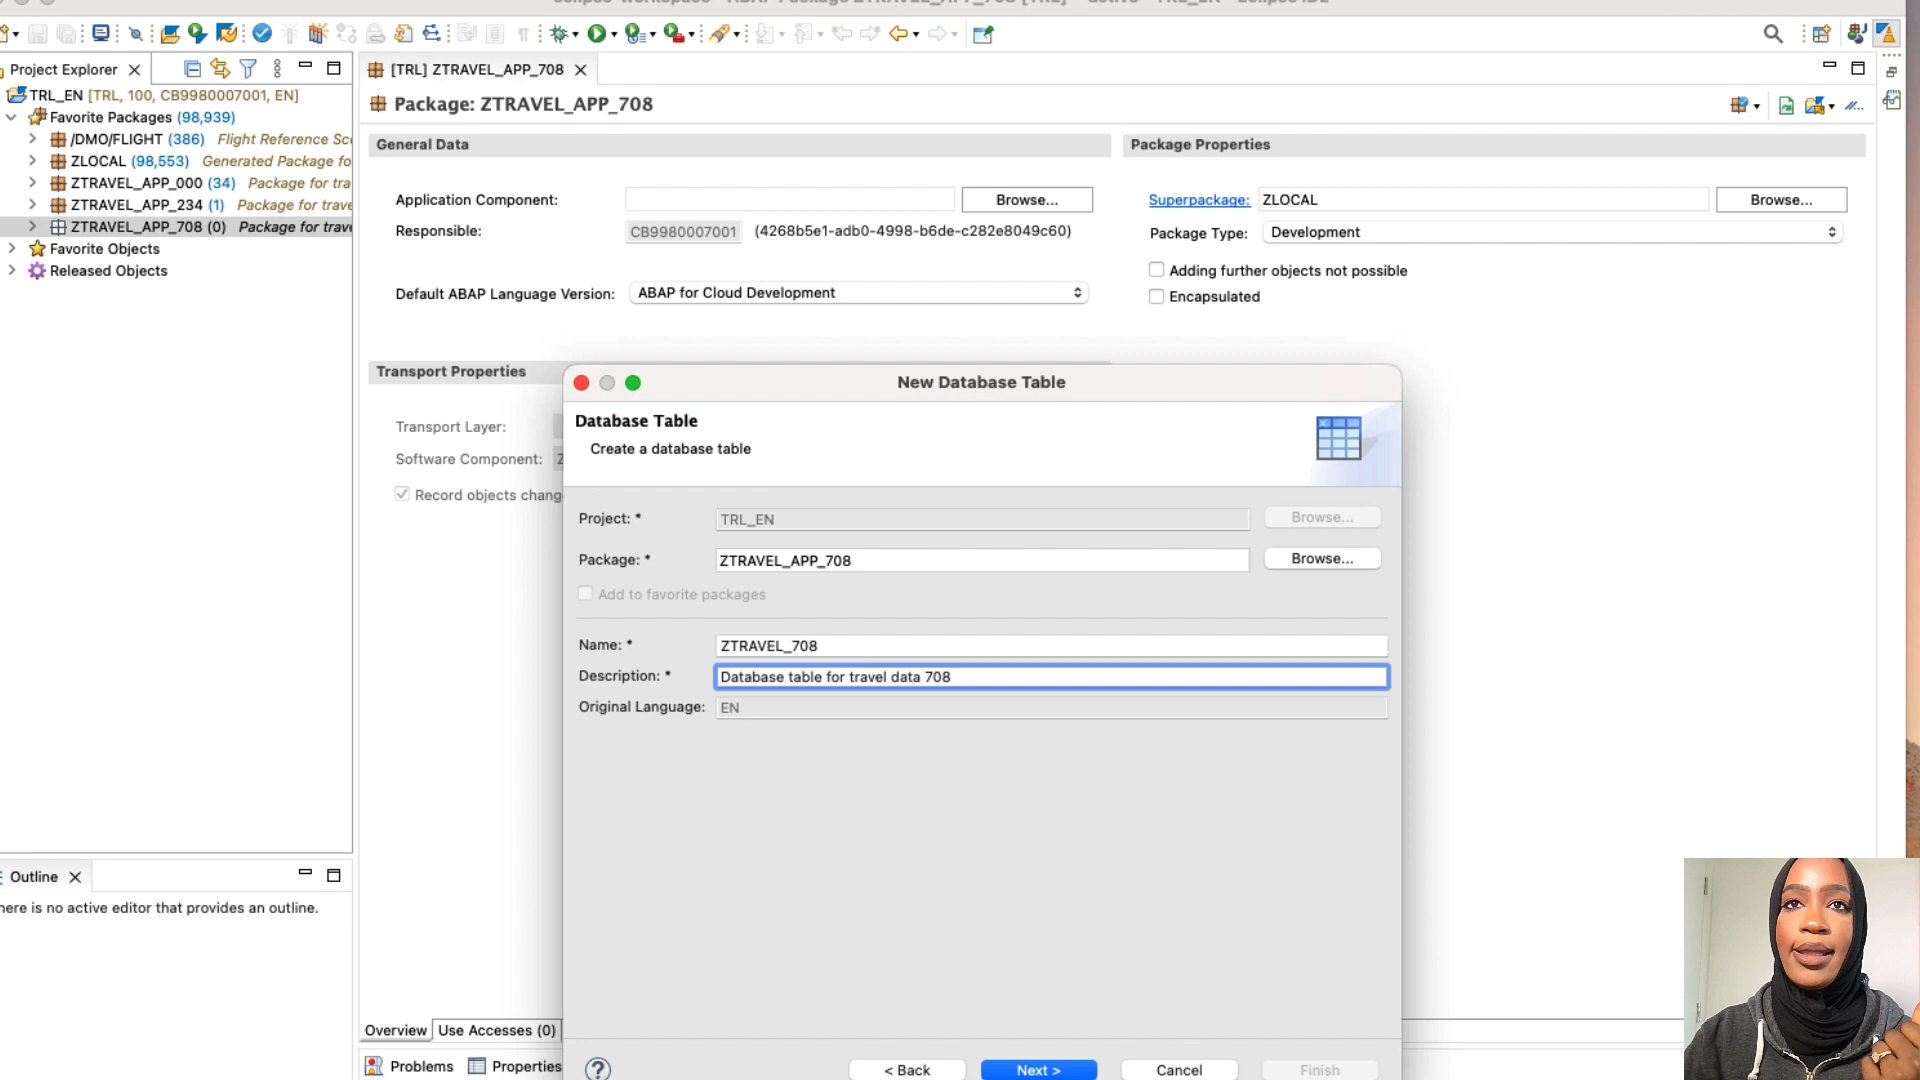 Project Explorer
TRL_EN [TRL, 100, CB9980007001, EN]
Favorite Packages (98,939)
/DMO/FLIGHT (386) Flight Reference Sc
ZLOCAL (98,553) Generated Package fo
ZTRAVEL_APP_000 (34) Package for tra
ZTRAVEL_APP_234 (1) Package for trave
ZTRAVEL_APP_708 (0) Package for trave
Favorite Objects
Released Objects
Outline
here is no active editor that provides an outline.
[TRL] ZTRAVEL_APP_708
Package: ZTRAVEL_APP_708
General Data
Application Component:
Browse...
Responsible:
CB9980007001
(4268b5e1-adb0-4998-b6de-c282e8049c60)
Default ABAP Language Version:
ABAP for Cloud Development
Package Properties
Superpackage:
ZLOCAL
Browse...
Package Type:
Development
Adding further objects not possible
Encapsulated
Transport Properties
Transport Layer:
Software Component:
Z
Record objects chang
New Database Table
Database Table
Create a database table
Project: *
TRL_EN
Browse...
Package: *
ZTRAVEL_APP_708
Browse...
Add to favorite packages
Name: *
ZTRAVEL_708
Description: *
Database table for travel data 708
Original Language:
EN
< Back
Next >
Cancel
Finish
Overview
Use Accesses (0)
Problems
Properties